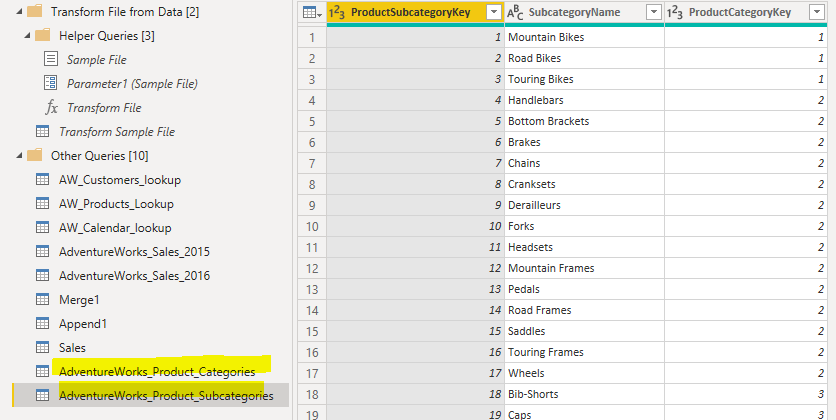 Transform File from Data [2]
Helper Queries [3]
Sample File
Parameter1 (Sample File)
fx Transform File
Transform Sample File
Other Queries [10]
AW_Customers_lookup
AW_Products_Lookup
AW_Calendar_lookup
AdventureWorks_Sales_2015
AdventureWorks_Sales_2016
Merge1
Append1
Sales
AdventureWorks_Product_Categories
AdventureWorks_Product_Subcategories
1²3 ProductSubcategoryKey ABC SubcategoryName 1²3 ProductCategoryKey
1 1 Mountain Bikes 1
2 2 Road Bikes 1
3 3 Touring Bikes 1
4 4 Handlebars 2
5 5 Bottom Brackets 2
6 6 Brakes 2
7 7 Chains 2
8 8 Cranksets 2
9 9 Derailleurs 2
10 10 Forks 2
11 11 Headsets 2
12 12 Mountain Frames 2
13 13 Pedals 2
14 14 Road Frames 2
15 15 Saddles 2
16 16 Touring Frames 2
17 17 Wheels 2
18 18 Bib-Shorts 3
19 19 Caps 3